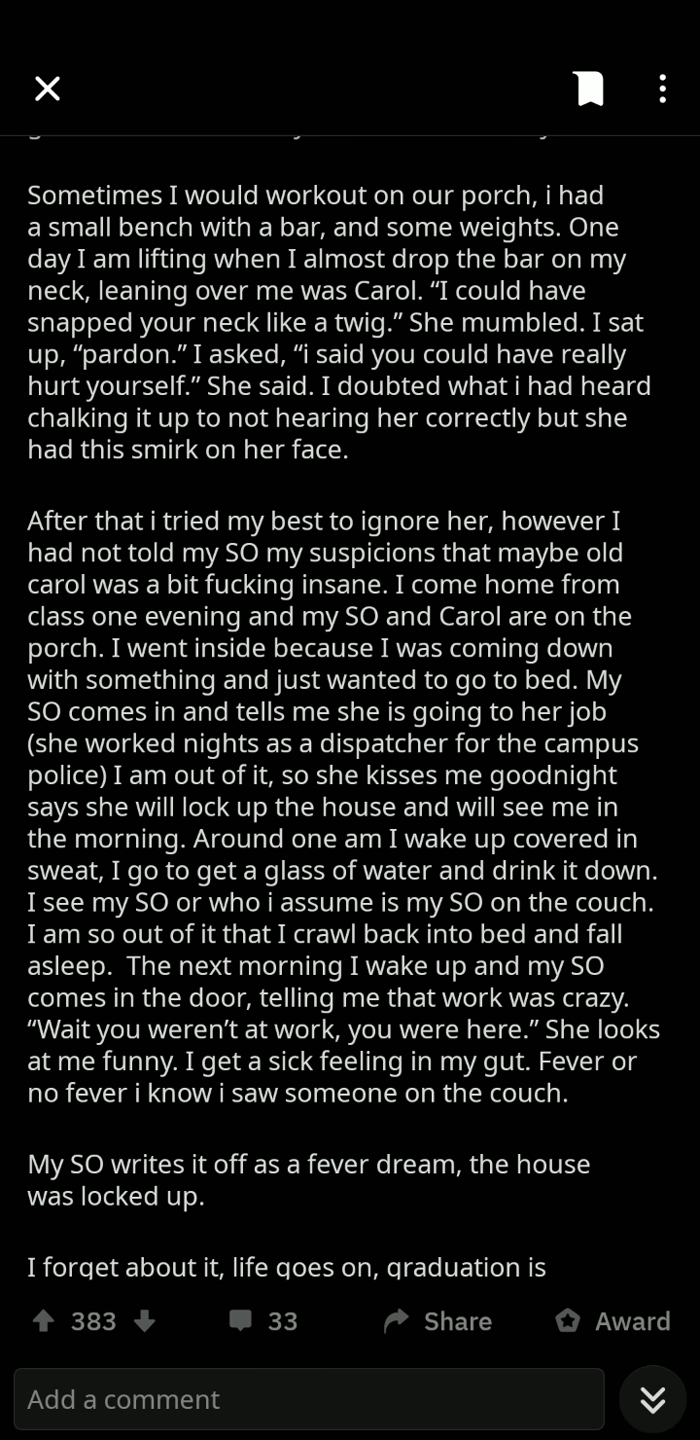 Sometimes I would workout on our porch, i had
a small bench with a bar, and some weights. One
day I am lifting when I almost drop the bar on my
neck, leaning over me was Carol. “I could have
snapped your neck like a twig.” She mumbled. I sat
up, “pardon.” I asked, “i said you could have really
hurt yourself.” She said. I doubted what i had heard
chalking it up to not hearing her correctly but she
had this smirk on her face.
After that i tried my best to ignore her, however I
had not told my SO my suspicions that maybe old
carol was a bit fucking insane. I come home from
class one evening and my SO and Carol are on the
porch. I went inside because I was coming down
with something and just wanted to go to bed. My
SO comes in and tells me she is going to her job
(she worked nights as a dispatcher for the campus
police) I am out of it, so she kisses me goodnight
says she will lock up the house and will see me in
the morning. Around one am I wake up covered in
sweat, I go to get a glass of water and drink it down.
I see my SO or who i assume is my SO on the couch.
I am so out of it that I crawl back into bed and fall
asleep.  The next morning I wake up and my SO
comes in the door, telling me that work was crazy.
“Wait you weren’t at work, you were here.” She looks
at me funny. I get a sick feeling in my gut. Fever or
no fever i know i saw someone on the couch.
My SO writes it off as a fever dream, the house
was locked up.
I forget about it, life goes on, graduation is
383 33 Share Award
Add a comment